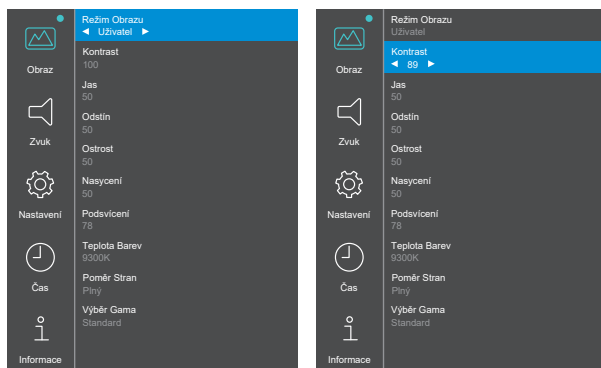 Obraz
Zvuk
Nastavení
Čas
Informace
Režim Obrazu
Uživatel
Kontrast
100
Jas
50
Odstín
50
Ostrost
50
Nasycení
50
Podsvícení
78
Teplota Barev
9300K
Poměr Stran
Plný
Výběr Gama
Standard
Obraz
Zvuk
Nastavení
Čas
Informace
Režim Obrazu
Uživatel
Kontrast
89
Jas
50
Odstín
50
Ostrost
50
Nasycení
50
Podsvícení
78
Teplota Barev
9300K
Poměr Stran
Plný
Výběr Gama
Standard